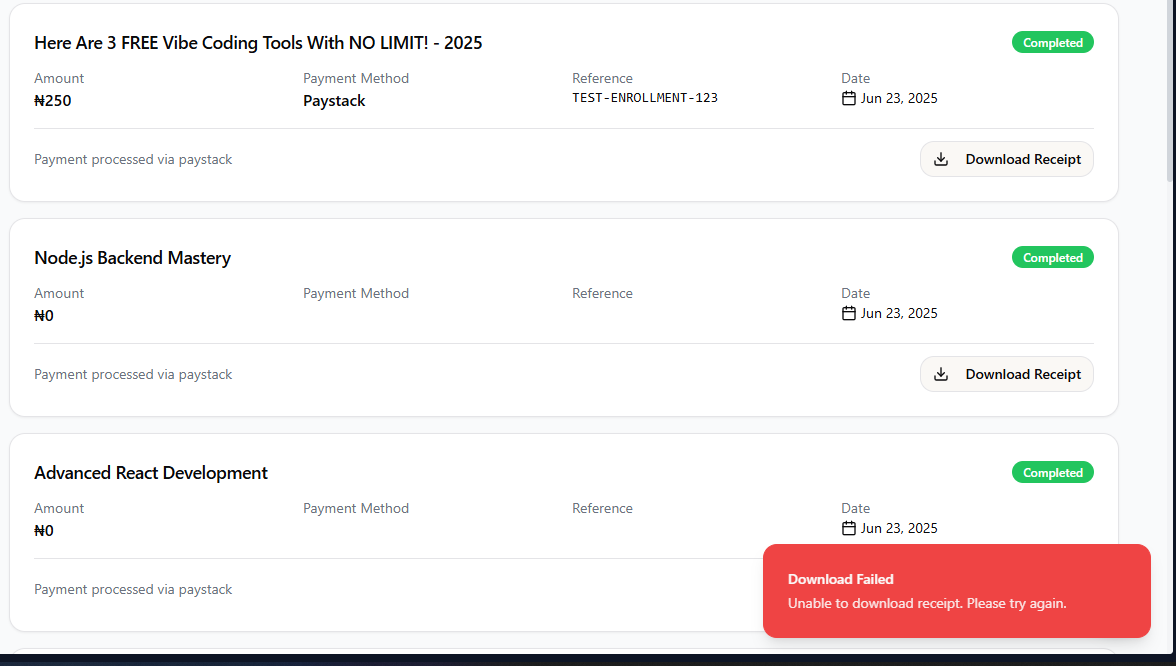 Here Are 3 FREE Vibe Coding Tools With NO LIMIT! - 2025
Completed
Amount
Payment Method
Reference
Date
₦250
Paystack
TEST-ENROLLMENT-123
Jun 23, 2025
Payment processed via paystack
Download Receipt
Node.js Backend Mastery
Completed
Amount
Payment Method
Reference
Date
₦0
Jun 23, 2025
Payment processed via paystack
Download Receipt
Advanced React Development
Completed
Amount
Payment Method
Reference
Date
₦0
Jun 23, 2025
Payment processed via paystack
Download Failed
Unable to download receipt. Please try again.